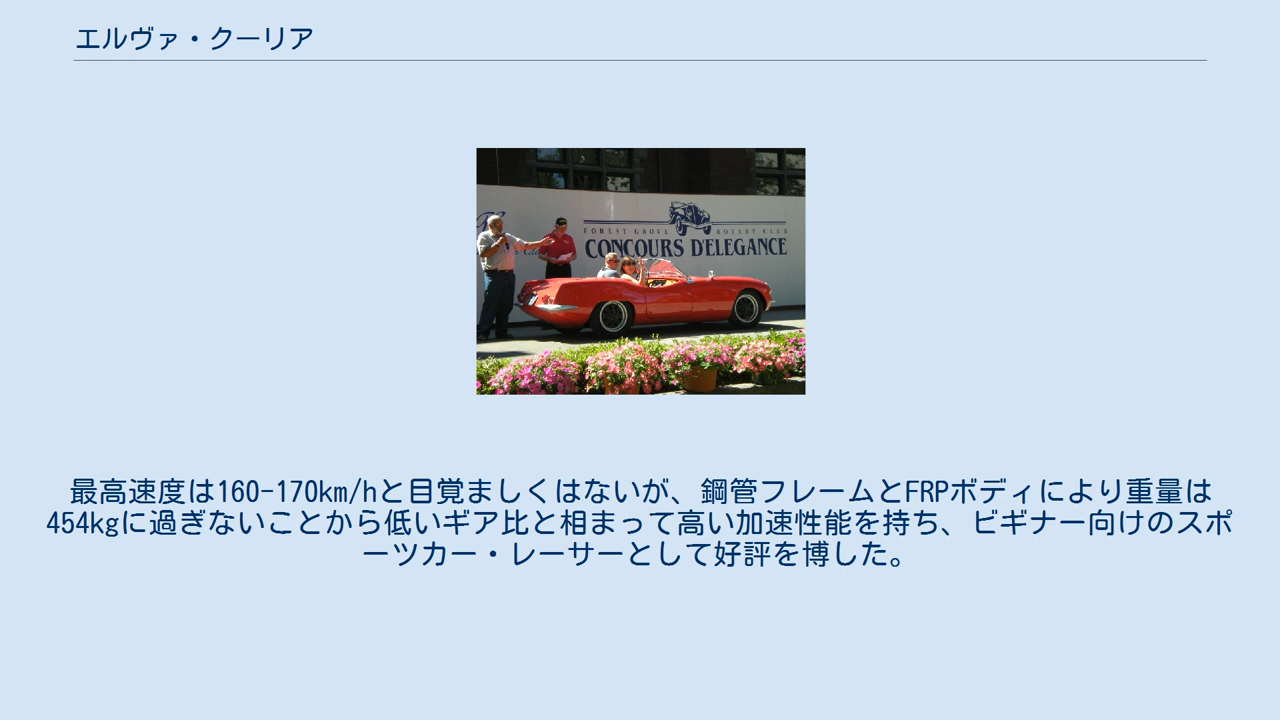 エルヴァ・クーリア
FOREST GROVE ROTARY CLUB
CONCOURS D'ELEGANCE
最高速度は160-170km/hと目覚ましくはないが、鋼管フレームとFRPボディにより重量は
454kgに過ぎないことから低いギア比と相まって高い加速性能を持ち、ビギナー向けのスポ
ーツカー・レーサーとして好評を博した。